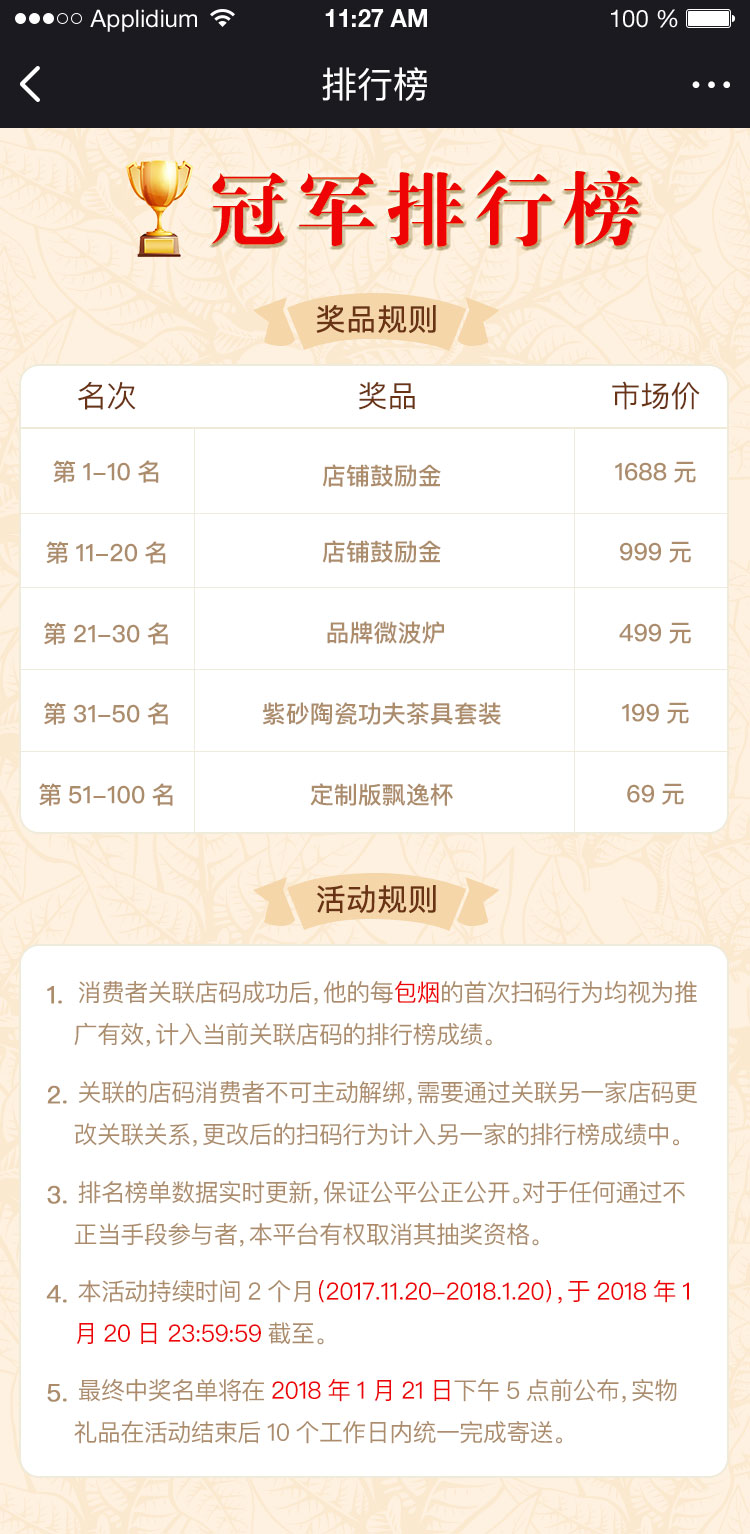 Applidium 11:27 AM 100 %
排行榜
冠军排行榜
奖品规则
名次 奖品 市场价
第 1–10 名 店铺鼓励金 1688 元
第 11–20 名 店铺鼓励金 999 元
第 21–30 名 品牌微波炉 499 元
第 31–50 名 紫砂陶瓷功夫茶具套装 199 元
第 51–100 名 定制版飘逸杯 69 元
活动规则
1. 消费者关联店码成功后,他的每包烟的首次扫码行为均视为推
广有效,计入当前关联店码的排行榜成绩。
2. 关联的店码消费者不可主动解绑,需要通过关联另一家店码更
改关联关系,更改后的扫码行为计入另一家的排行榜成绩中。
3. 排名榜单数据实时更新,保证公平公正公开。对于任何通过不
正当手段参与者,本平台有权取消其抽奖资格。
4. 本活动持续时间 2 个月(2017.11.20–2018.1.20),于 2018 年 1
月 20 日 23:59:59 截至。
5. 最终中奖名单将在 2018 年 1 月 21 日下午 5 点前公布,实物
礼品在活动结束后 10 个工作日内统一完成寄送。